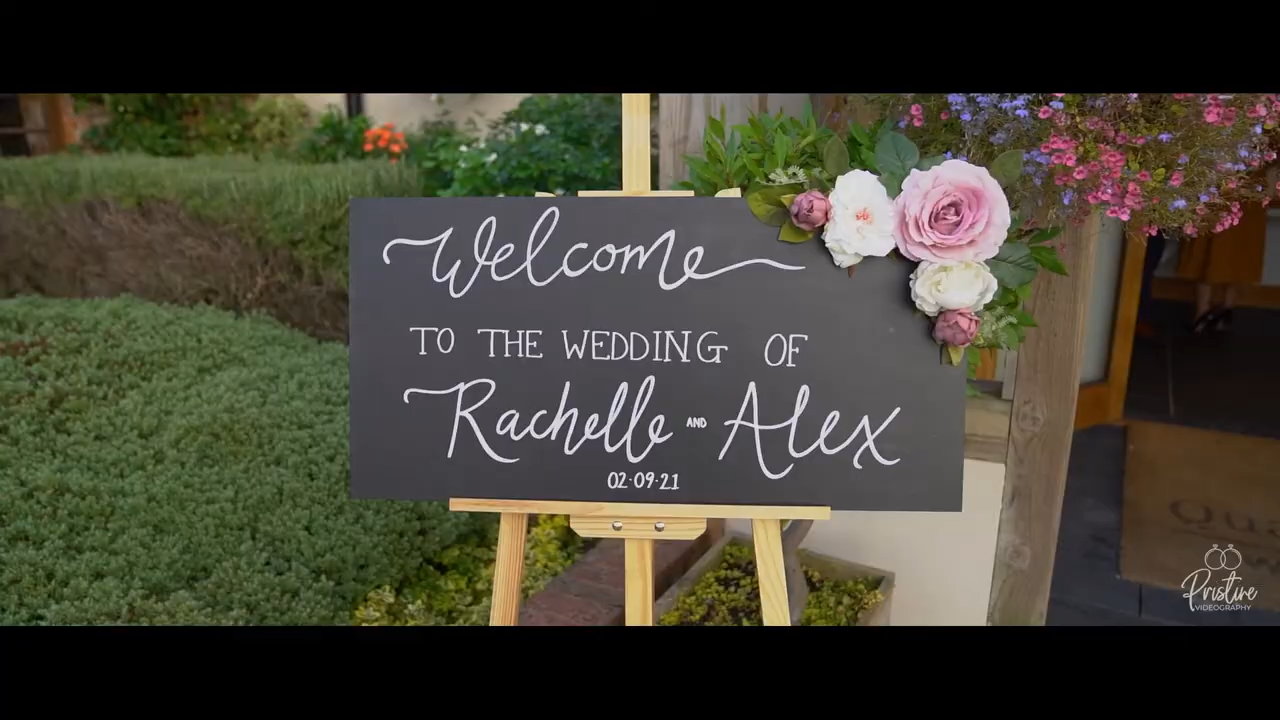 Welcome
TO THE WEDDING OF
Rachelle AND Alex
02·09·21
Pristine
VIDEOGRAPHY